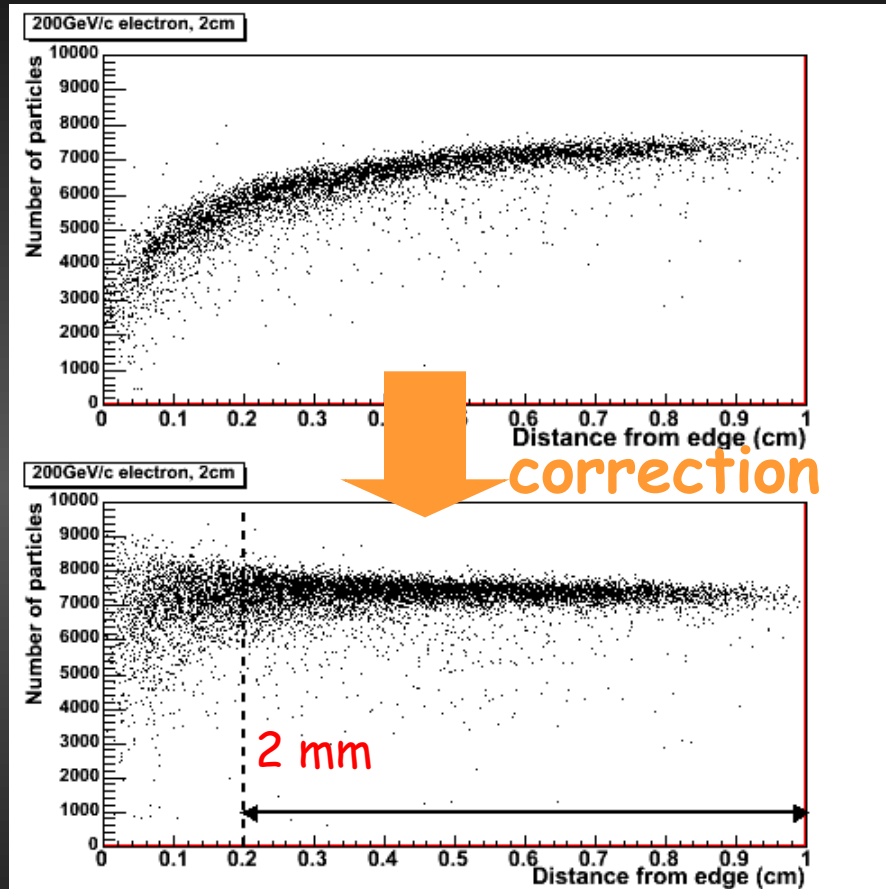 200GeV/c electron, 2cm
Number of particles
10000
9000
8000
7000
6000
5000
4000
3000
2000
1000
0
0 0.1 0.2 0.3 0.6 0.7 0.8 0.9 1
Distance from edge (cm)
correction
200GeV/c electron, 2cm
Number of particles
10000
9000
8000
7000
6000
5000
4000
3000
2000
1000
0
2 mm
0 0.1 0.2 0.3 0.4 0.5 0.6 0.7 0.8 0.9 1
Distance from edge (cm)